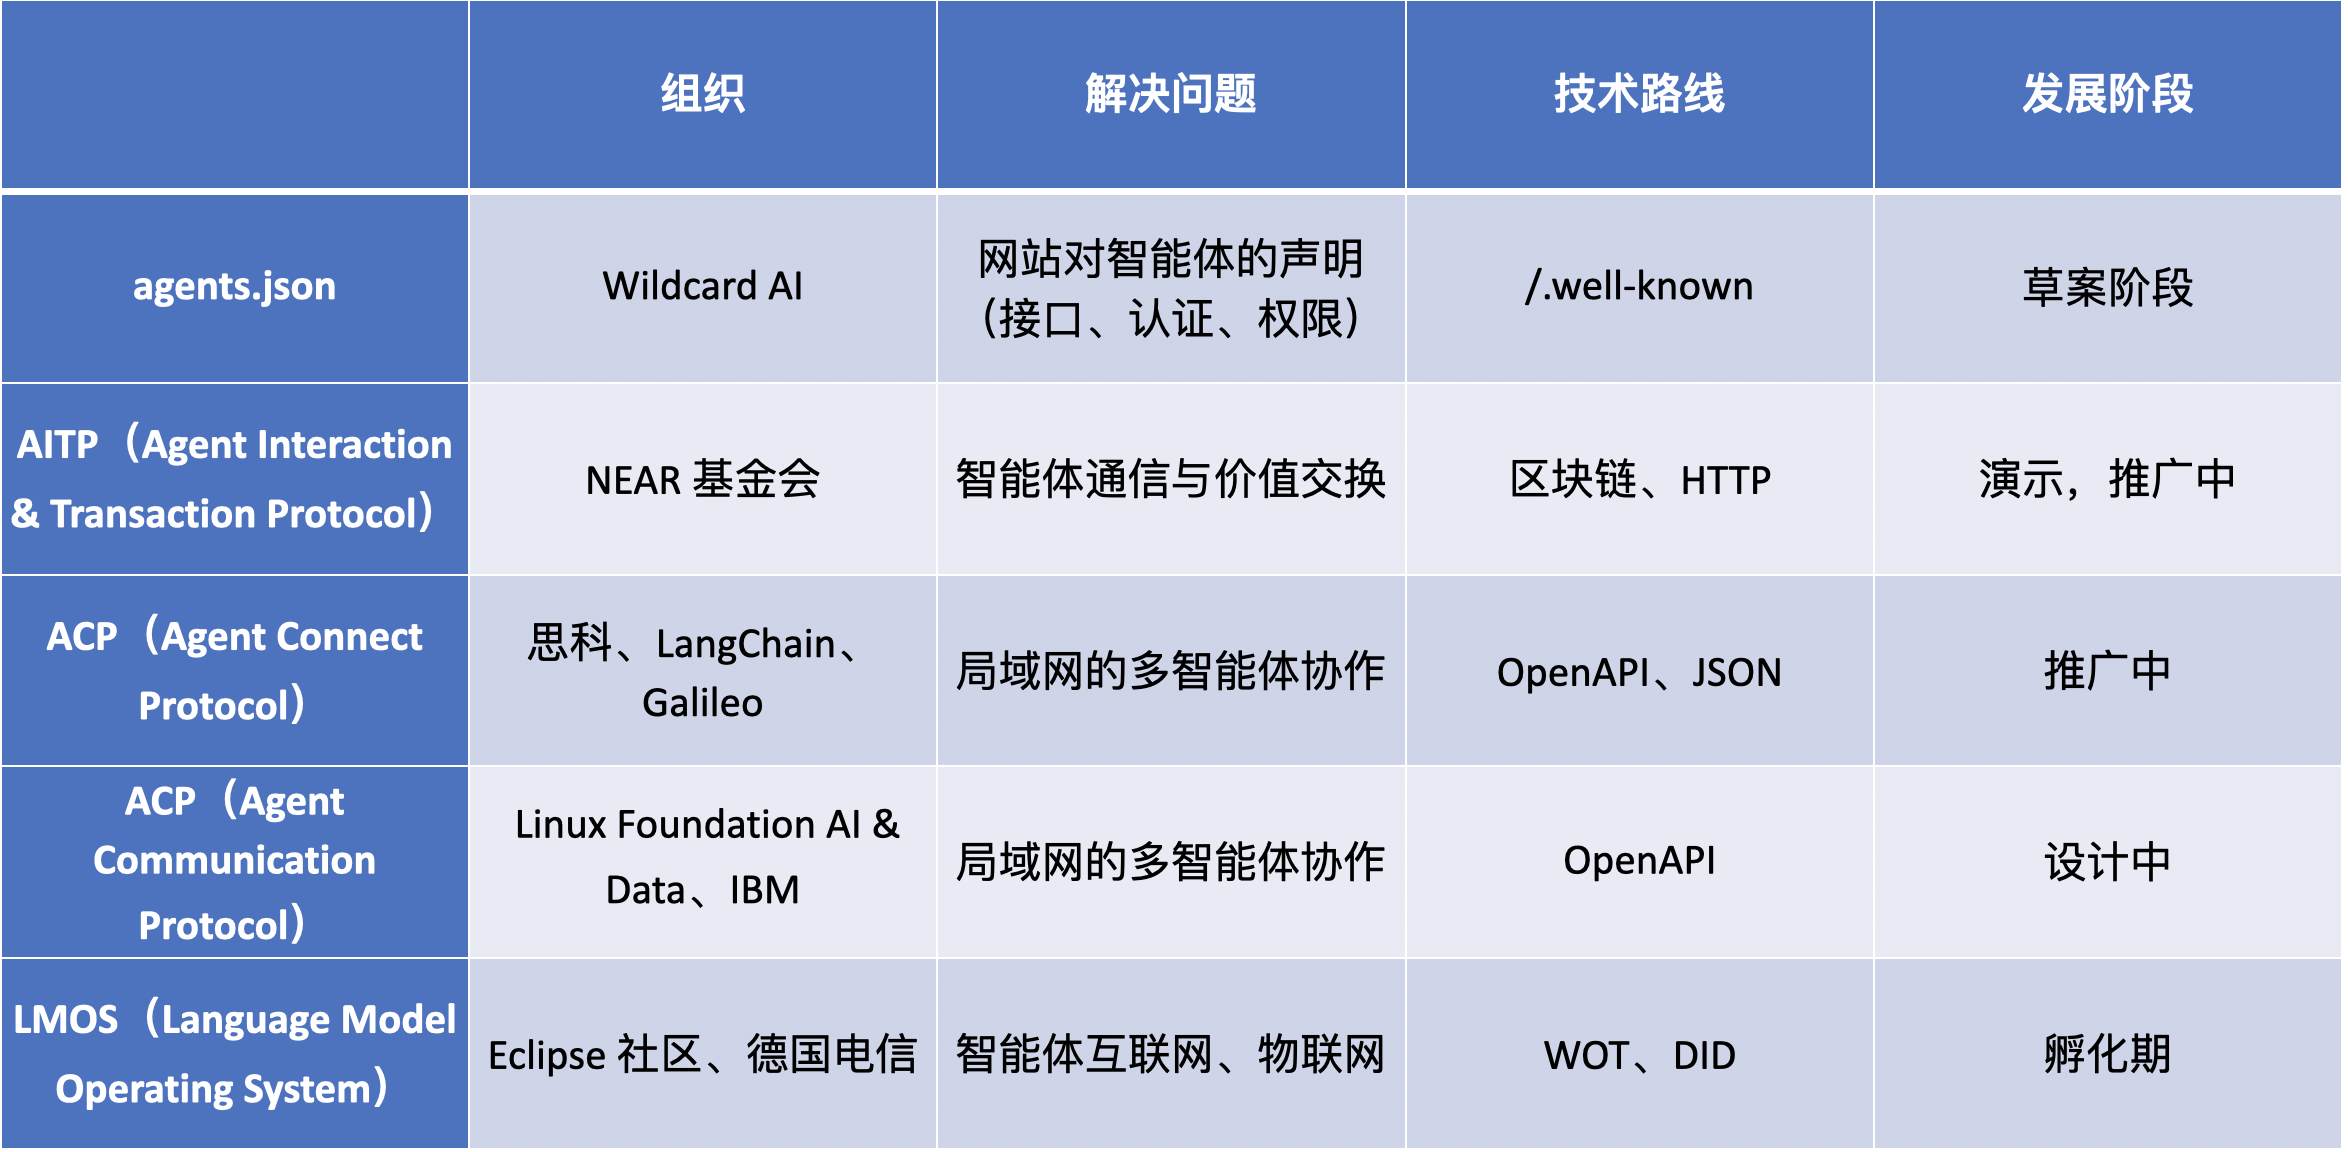 组织
解决问题
技术路线
发展阶段
agents.json
Wildcard AI
网站对智能体的声明
（接口、认证、权限）
/.well-known
草案阶段
AITP（Agent Interaction
& Transaction Protocol）
NEAR 基金会
智能体通信与价值交换
区块链、HTTP
演示，推广中
ACP（Agent Connect
Protocol）
思科、LangChain、
Galileo
局域网的多智能体协作
OpenAPI、JSON
推广中
ACP（Agent
Communication
Protocol）
Linux Foundation AI &
Data、IBM
局域网的多智能体协作
OpenAPI
设计中
LMOS（Language Model
Operating System）
Eclipse 社区、德国电信
智能体互联网、物联网
WOT、DID
孵化期